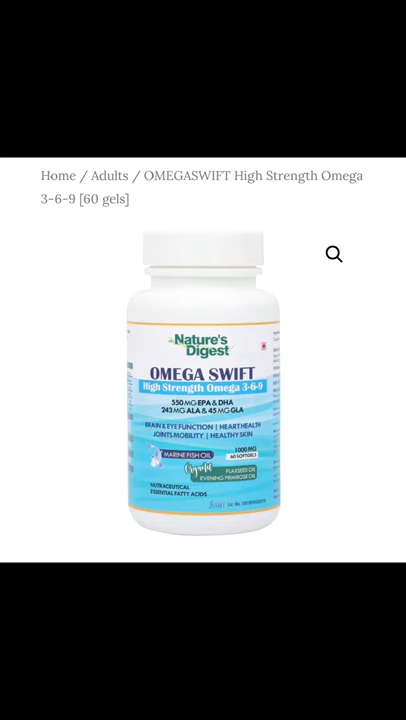 Home / Adults / OMEGASWIFT High Strength Omega
3-6-9 [60 gels]
Nature's
Digest
OMEGA SWIFT
High Strength Omega 3-6-9
550 MG EPA & DHA
243 MG ALA & 45 MG GLA
BRAIN & EYE FUNCTION | HEART HEALTH
JOINTS MOBILITY | HEALTHY SKIN
MARINE FISH OIL
1000 MG
60 SOFTGELS
FLAXSEED OIL
EVENING PRIMROSE OIL
NUTRACEUTICAL
ESSENTIAL FATTY ACIDS
fssai